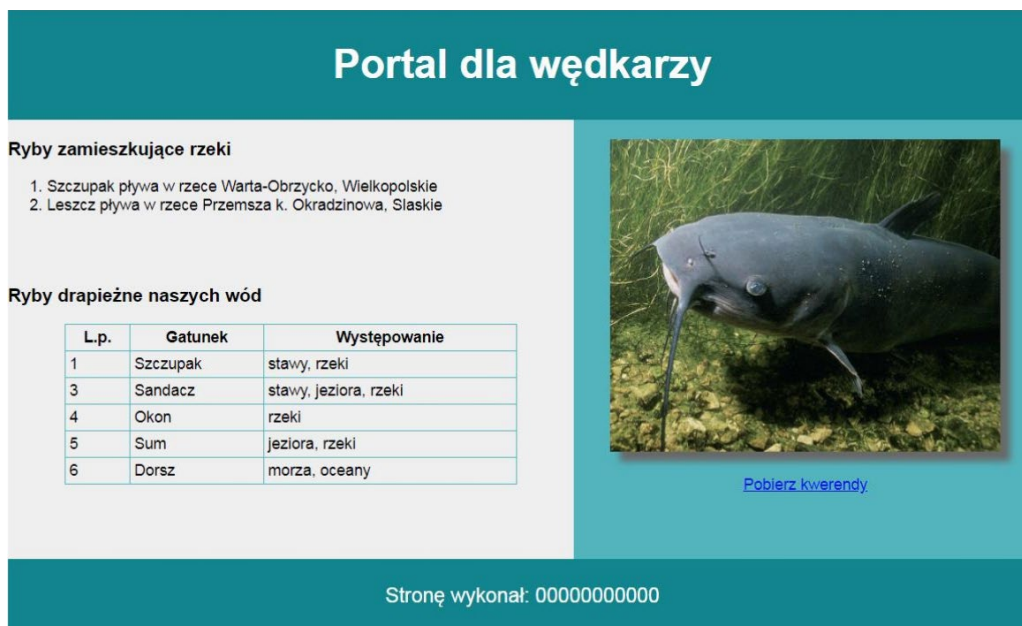 Portal dla wędkarzy
Ryby zamieszkujące rzeki
1. Szczupak pływa w rzece Warta-Obrzycko, Wielkopolskie
2. Leszcz pływa w rzece Przemsza k. Okradzinowa, Slaskie
Ryby drapieżne naszych wód
L.p. Gatunek Występowanie
1 Szczupak stawy, rzeki
3 Sandacz stawy, jeziora, rzeki
4 Okon rzeki
5 Sum jeziora, rzeki
6 Dorsz morza, oceany
Pobierz kwerendy
Stronę wykonał: 00000000000